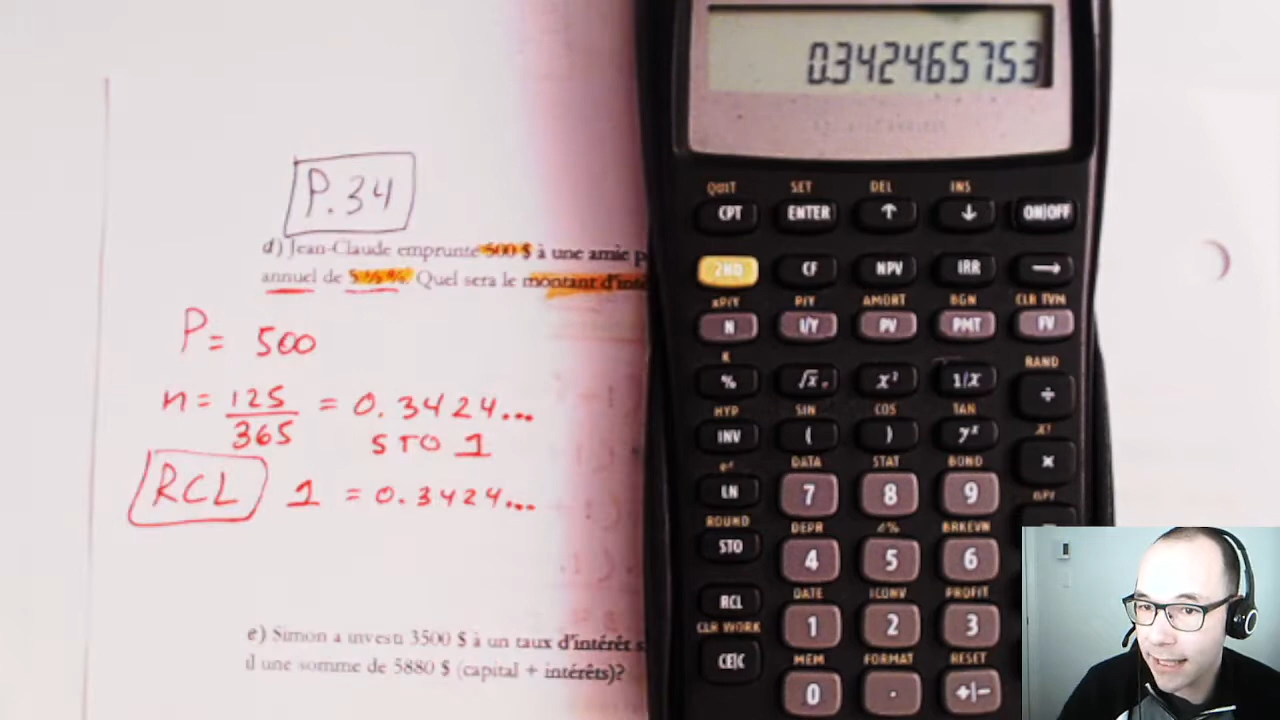 0.342465753
P.34
d) Jean-Claude emprunte 500 $ à une amie p
annuel de 5 ½ %. Quel sera le montant d'inté
P = 500
n = 125/365 = 0.3424...
STO 1
RCL 1 = 0.3424...
e) Simon a investi 3500 $ à un taux d'intérêt s
il une somme de 5880 $ (capital + intérêts)?
QUIT SET DEL INS
CPT ENTER ↑ ↓ ON|OFF
2ND CF NPV IRR →
xP/Y P/Y AMORT BGN CLR TVN
N I/Y PV PMT FV
K RAND
% √x x² 1/x ÷
HYP SIN COS TAN x!
INV ( ) yˣ ×
eˣ DATA STAT BOND
LN 7 8 9
ROUND DEPR Δ% BRKEVN
STO 4 5 6
DATE ICONV PROFIT
RCL 1 2 3
CLR WORK MEM FORMAT RESET
CE|C 0 . +|−